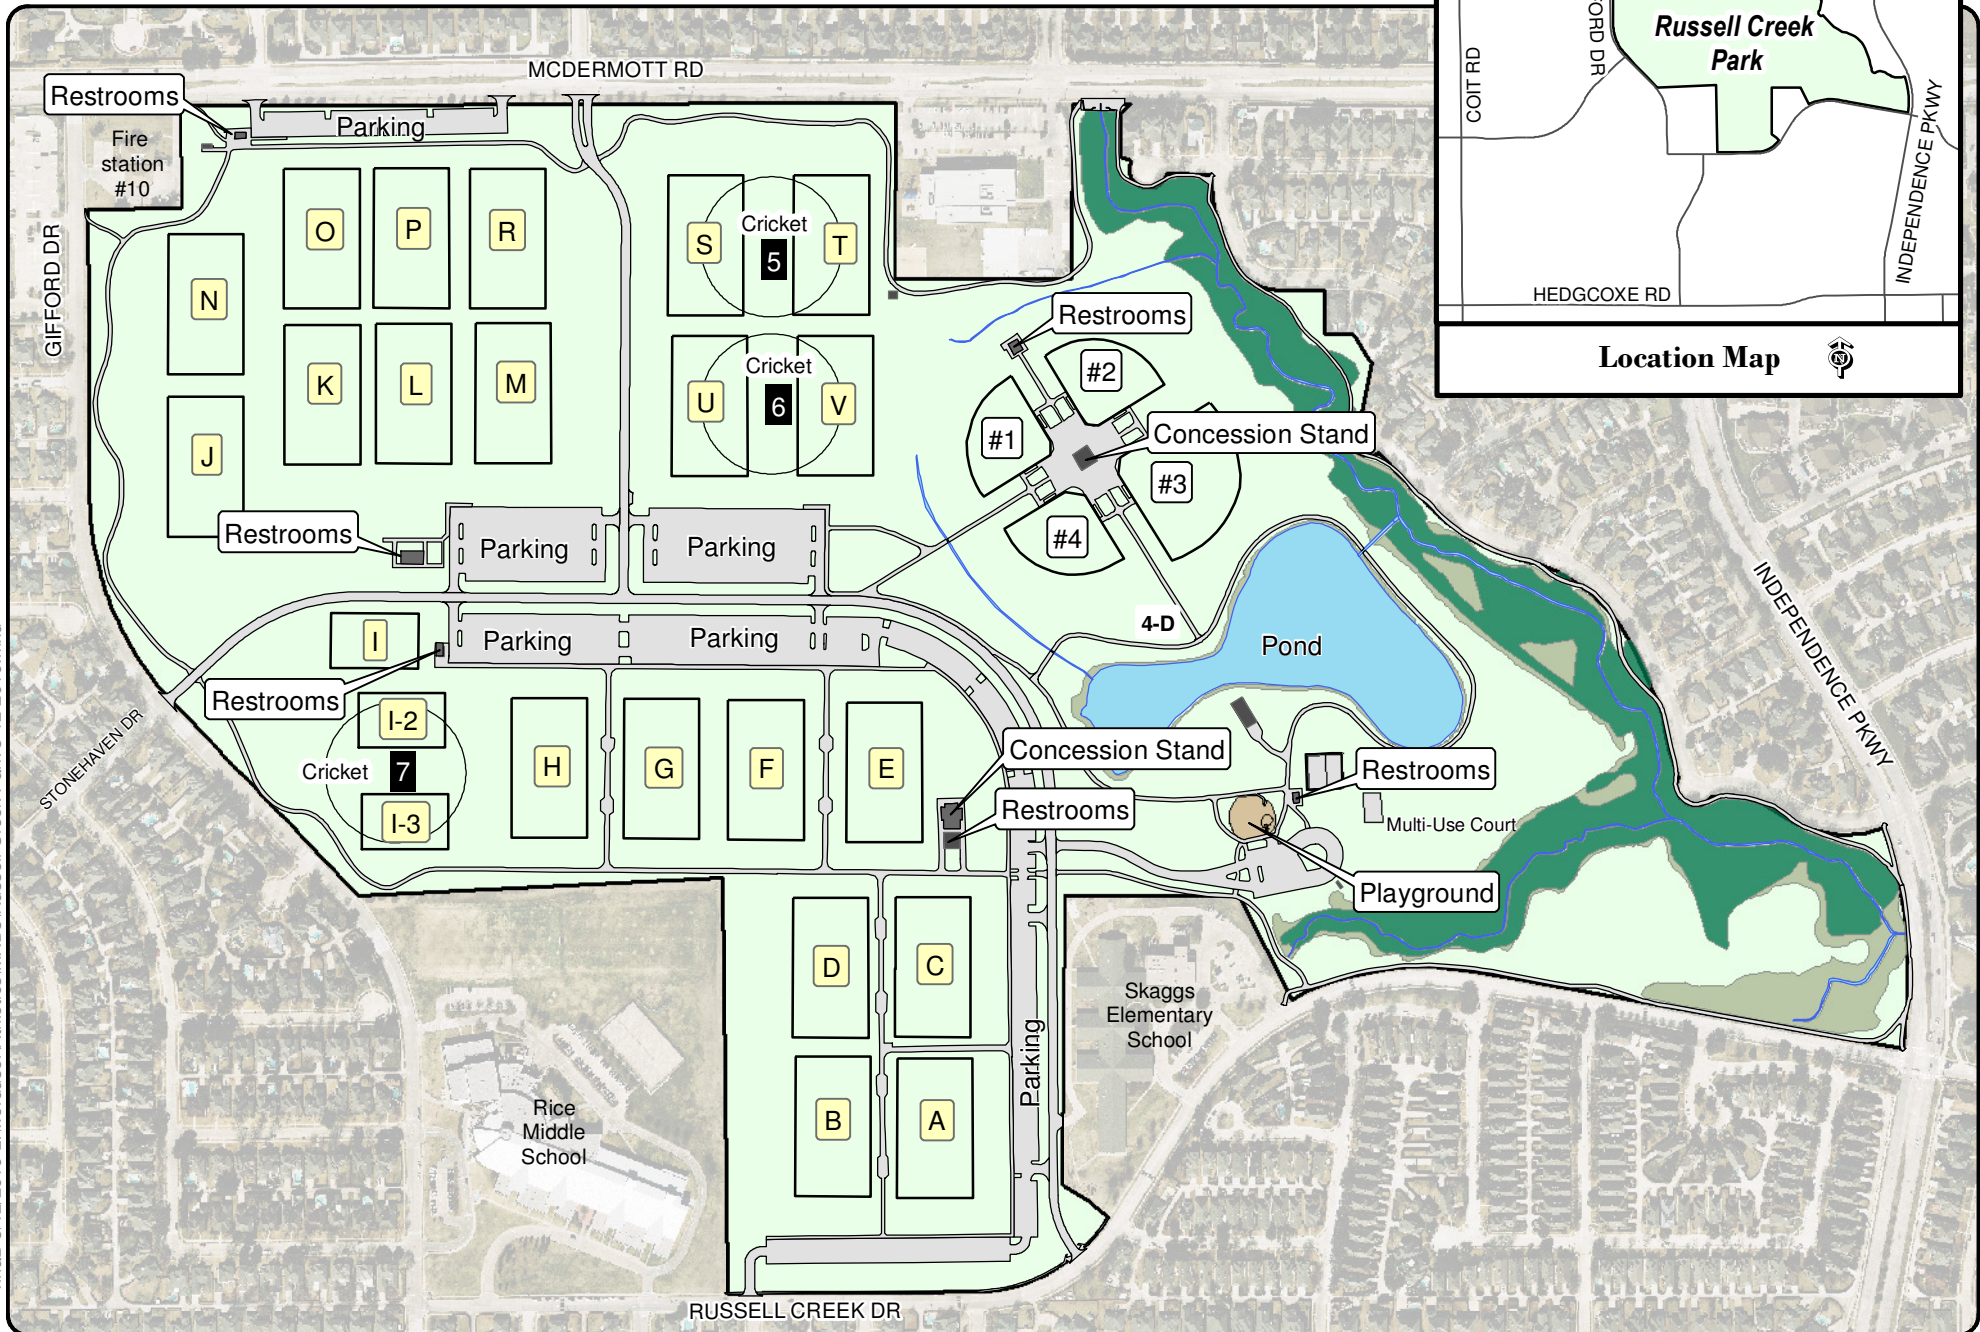 MCDERMOTT RD
Restrooms
Parking
Fire
station
#10
GIFFORD DR
O
P
R
N
K
L
M
J
S
Cricket
5
T
U
Cricket
6
V
Restrooms
#2
#1
Concession Stand
#3
#4
Restrooms
Parking
Parking
Parking
Parking
4-D
Pond
I
Restrooms
I-2
Cricket
7
I-3
STONEHAVEN DR
H
G
F
E
Concession Stand
Restrooms
Restrooms
Multi-Use Court
Playground
D
C
B
A
Parking
Skaggs
Elementary
School
Rice
Middle
School
RUSSELL CREEK DR
INDEPENDENCE PKWY
Russell Creek
Park
COIT RD
FORD DR
INDEPENDENCE PKWY
HEDGCOXE RD
Location Map
N